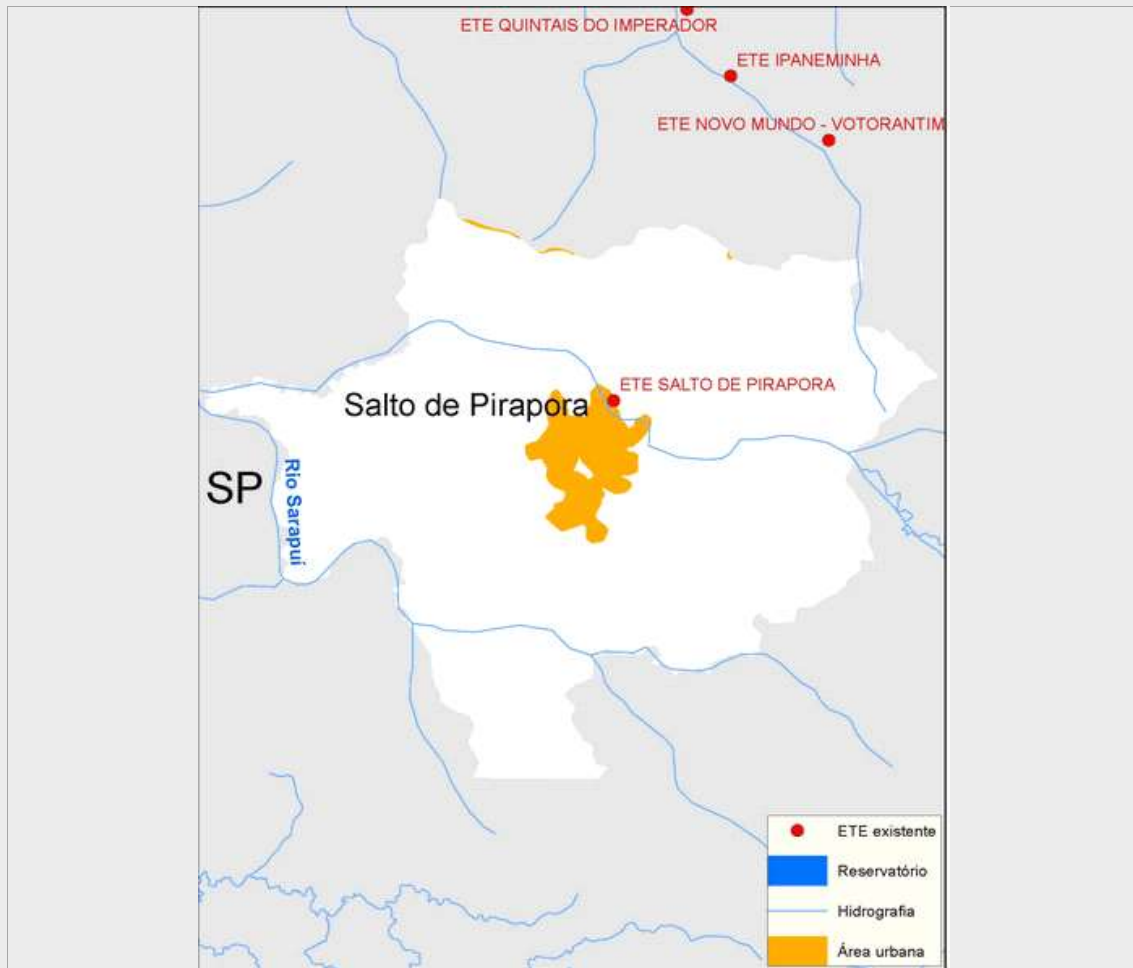 ETE QUINTAIS DO IMPERADOR
ETE IPANEMINHA
ETE NOVO MUNDO - VOTORANTIM
ETE SALTO DE PIRAPORA
Salto de Pirapora
SP
Rio Sarapuí
ETE existente
Reservatório
Hidrografia
Área urbana